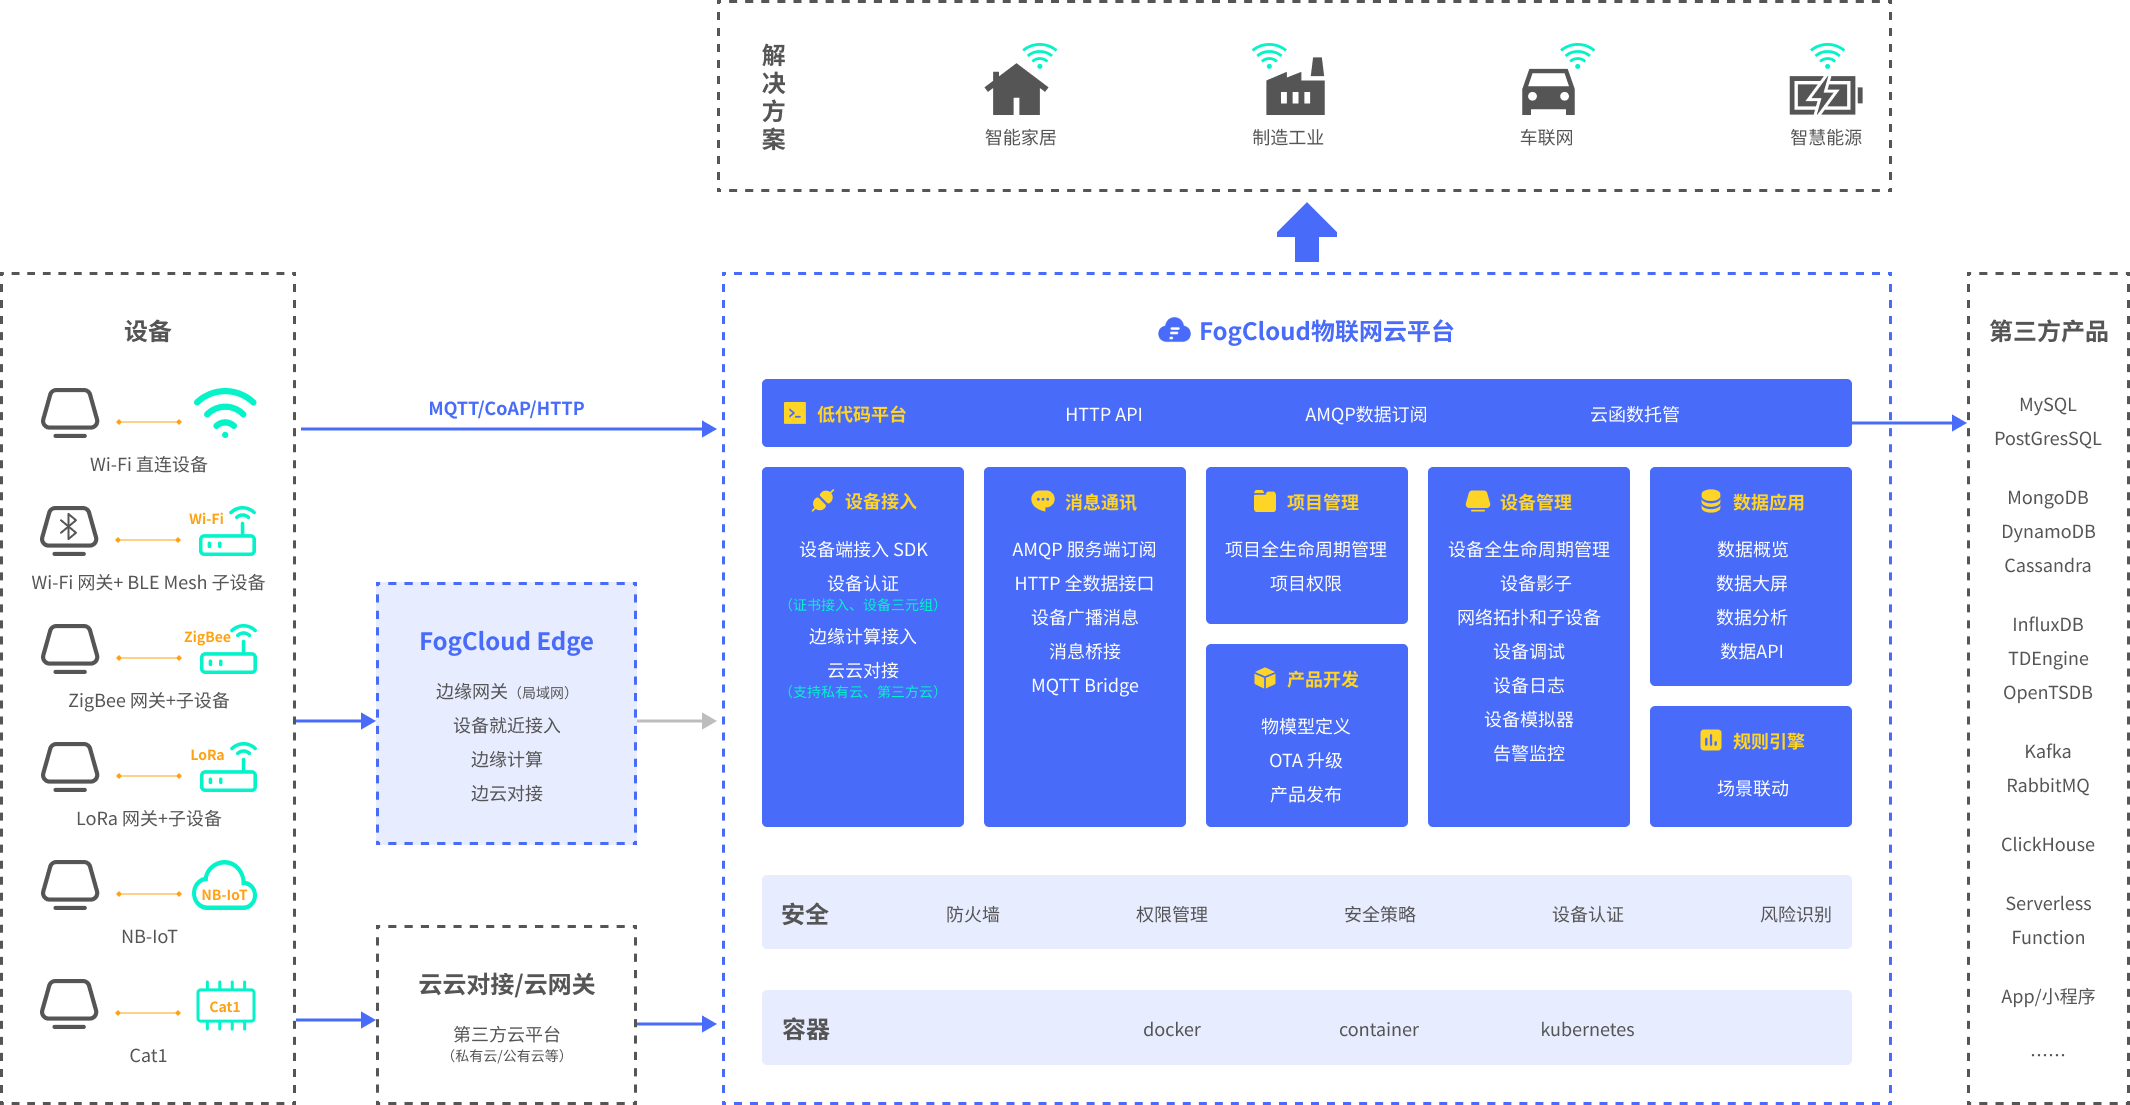 解
决
方
案
智能家居
制造工业
车联网
智慧能源
设备
Wi-Fi 直连设备
Wi-Fi
Wi-Fi 网关+ BLE Mesh 子设备
ZigBee
ZigBee 网关+子设备
LoRa
LoRa 网关+子设备
NB-IoT
NB-IoT
Cat1
Cat1
MQTT/CoAP/HTTP
FogCloud Edge
边缘网关（局域网）
设备就近接入
边缘计算
边云对接
云云对接/云网关
第三方云平台
（私有云/公有云等）
FogCloud物联网云平台
低代码平台
HTTP API
AMQP数据订阅
云函数托管
设备接入
设备端接入 SDK
设备认证
（证书接入、设备三元组）
边缘计算接入
云云对接
（支持私有云、第三方云）
消息通讯
AMQP 服务端订阅
HTTP 全数据接口
设备广播消息
消息桥接
MQTT Bridge
项目管理
项目全生命周期管理
项目权限
产品开发
物模型定义
OTA 升级
产品发布
设备管理
设备全生命周期管理
设备影子
网络拓扑和子设备
设备调试
设备日志
设备模拟器
告警监控
数据应用
数据概览
数据大屏
数据分析
数据API
规则引擎
场景联动
安全
防火墙
权限管理
安全策略
设备认证
风险识别
容器
docker
container
kubernetes
第三方产品
MySQL
PostGresSQL
MongoDB
DynamoDB
Cassandra
InfluxDB
TDEngine
OpenTSDB
Kafka
RabbitMQ
ClickHouse
Serverless
Function
App/小程序
······